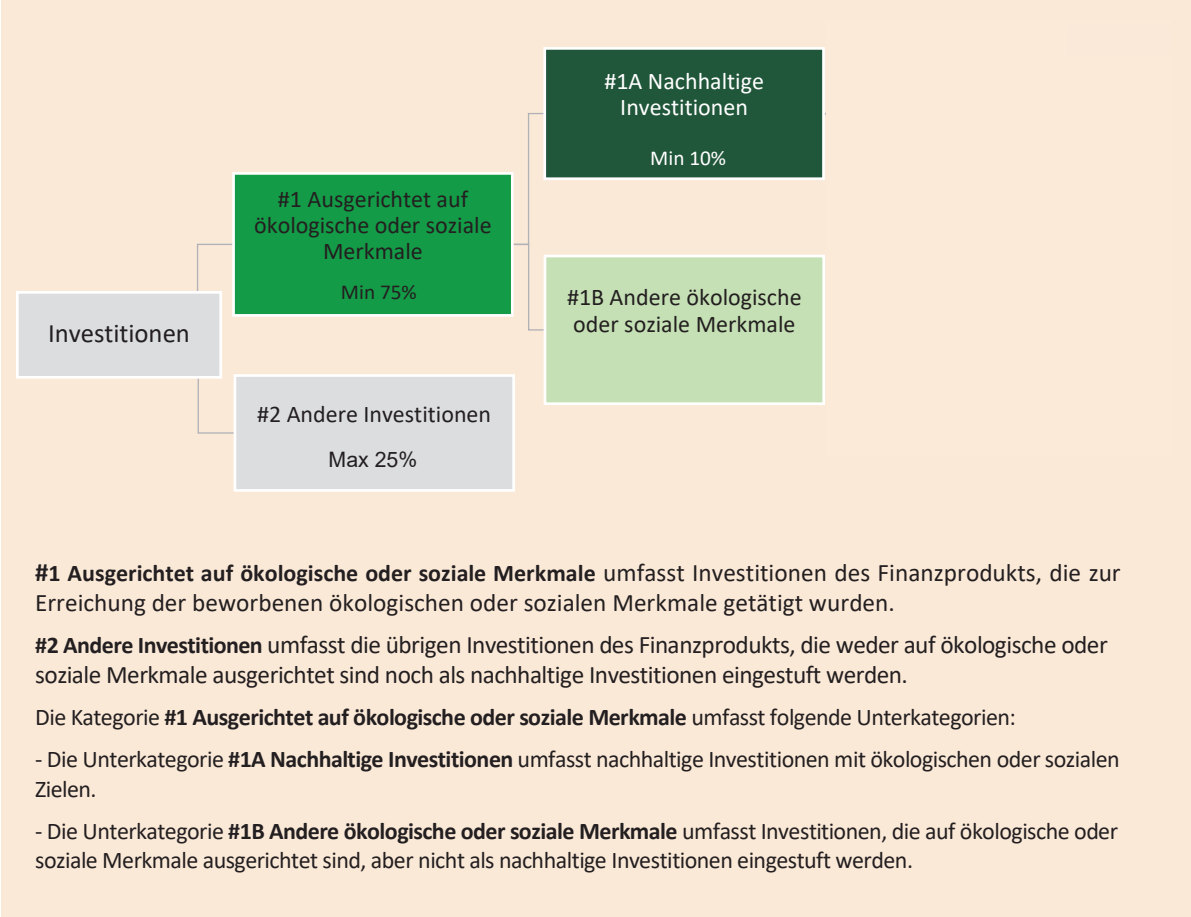 #1A Nachhaltige
Investitionen
Min 10%
#1 Ausgerichtet auf
ökologische oder soziale
Merkmale
Min 75%
#1B Andere ökologische
oder soziale Merkmale
Investitionen
#2 Andere Investitionen
Max 25%
#1 Ausgerichtet auf ökologische oder soziale Merkmale umfasst Investitionen des Finanzprodukts, die zur
Erreichung der beworbenen ökologischen oder sozialen Merkmale getätigt wurden.
#2 Andere Investitionen umfasst die übrigen Investitionen des Finanzprodukts, die weder auf ökologische oder
soziale Merkmale ausgerichtet sind noch als nachhaltige Investitionen eingestuft werden.
Die Kategorie #1 Ausgerichtet auf ökologische oder soziale Merkmale umfasst folgende Unterkategorien:
- Die Unterkategorie #1A Nachhaltige Investitionen umfasst nachhaltige Investitionen mit ökologischen oder sozialen
Zielen.
- Die Unterkategorie #1B Andere ökologische oder soziale Merkmale umfasst Investitionen, die auf ökologische oder
soziale Merkmale ausgerichtet sind, aber nicht als nachhaltige Investitionen eingestuft werden.